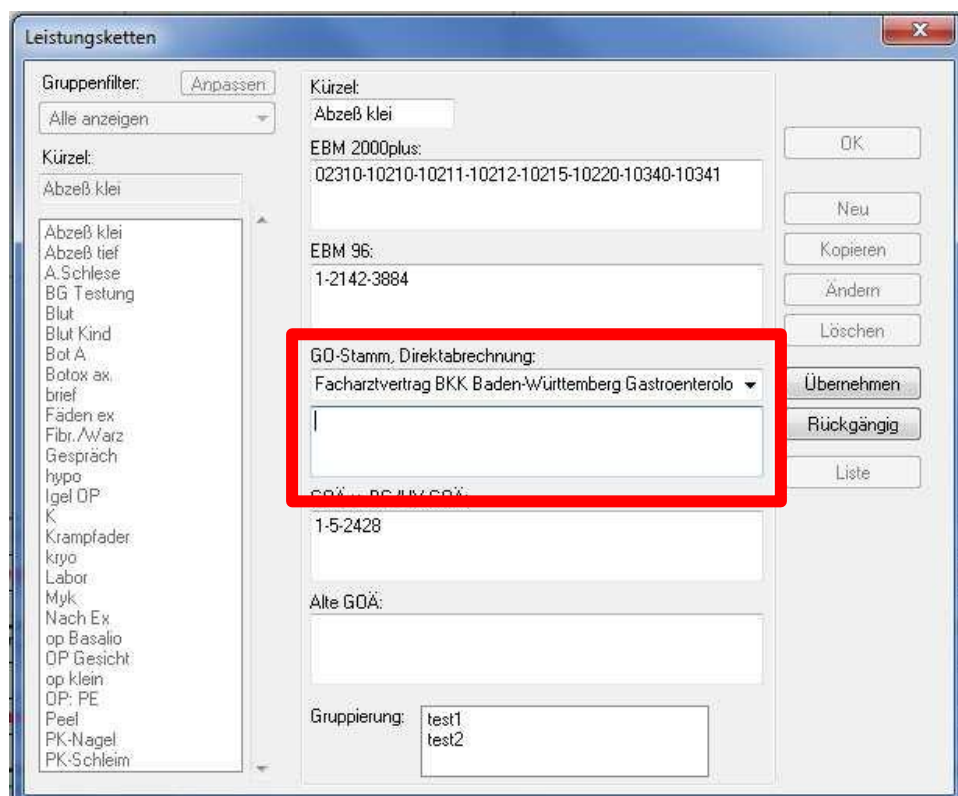 Leistungsketten
Gruppenfilter:
Anpassen
Alle anzeigen
Kürzel:
Abzeß klei
Abzeß klei
Abzeß tief
A.Schlese
BG Testung
Blut
Blut Kind
Bot A
Botox ax.
brief
Fäden ex
Fibr./Warz
Gespräch
hypo
Igel OP
K
Krampfader
kryo
Labor
Myk
Nach Ex
op Basalio
OP Gesicht
op klein
OP: PE
Peel
PK-Nagel
PK-Schleim
Kürzel:
Abzeß klei
EBM 2000plus:
02310-10210-10211-10212-10215-10220-10340-10341
EBM 96:
1-2142-3884
GO-Stamm, Direktabrechnung:
Facharztvertrag BKK Baden-Württemberg Gastroenterolo
1-5-2428
Alte GOÄ:
Gruppierung:
test1
test2
OK
Neu
Kopieren
Ändern
Löschen
Übernehmen
Rückgängig
Liste